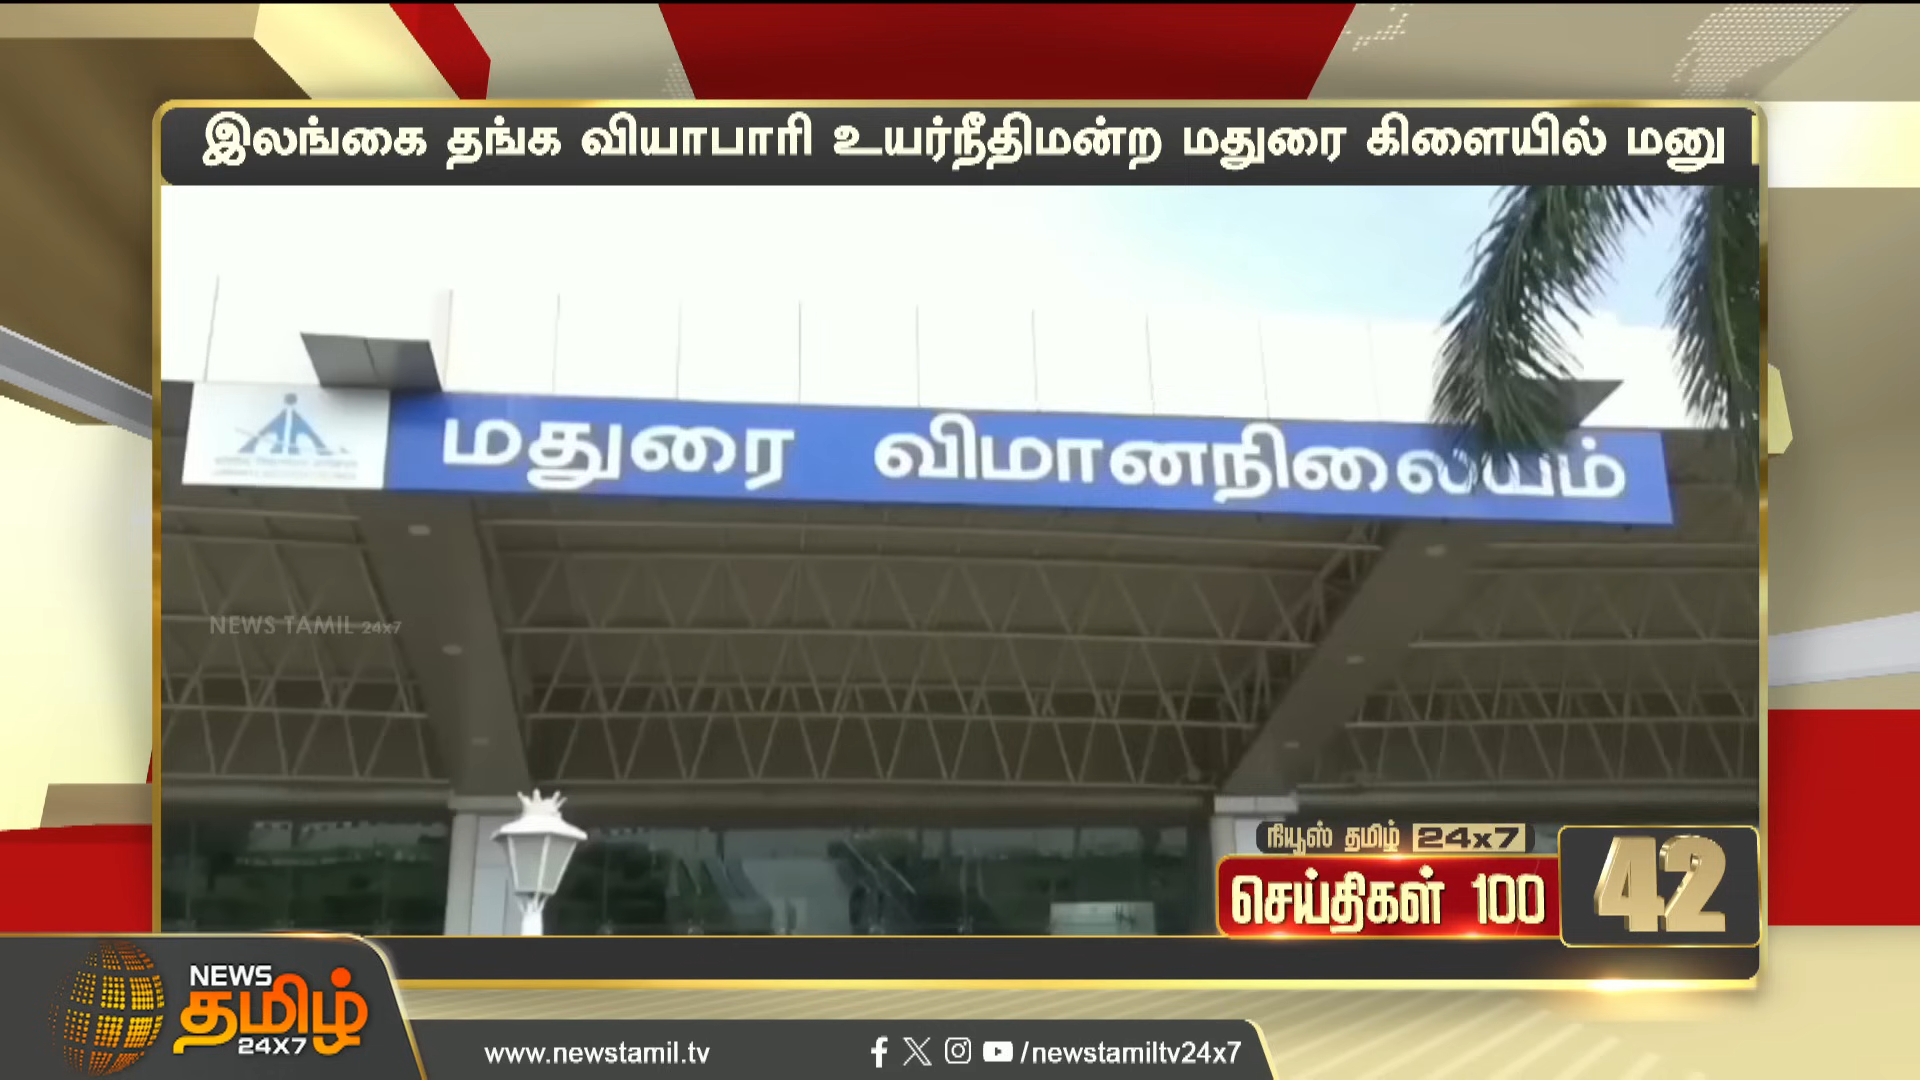 இலங்கை தங்க வியாபாரி உயர்நீதிமன்ற மதுரை கிளையில் மனு
மதுரை விமானநிலையம்
NEWS TAMIL 24x7
நியூஸ் தமிழ் 24x7
செய்திகள் 100
42
NEWS
தமிழ்
24X7
www.newstamil.tv
/newstamiltv24x7